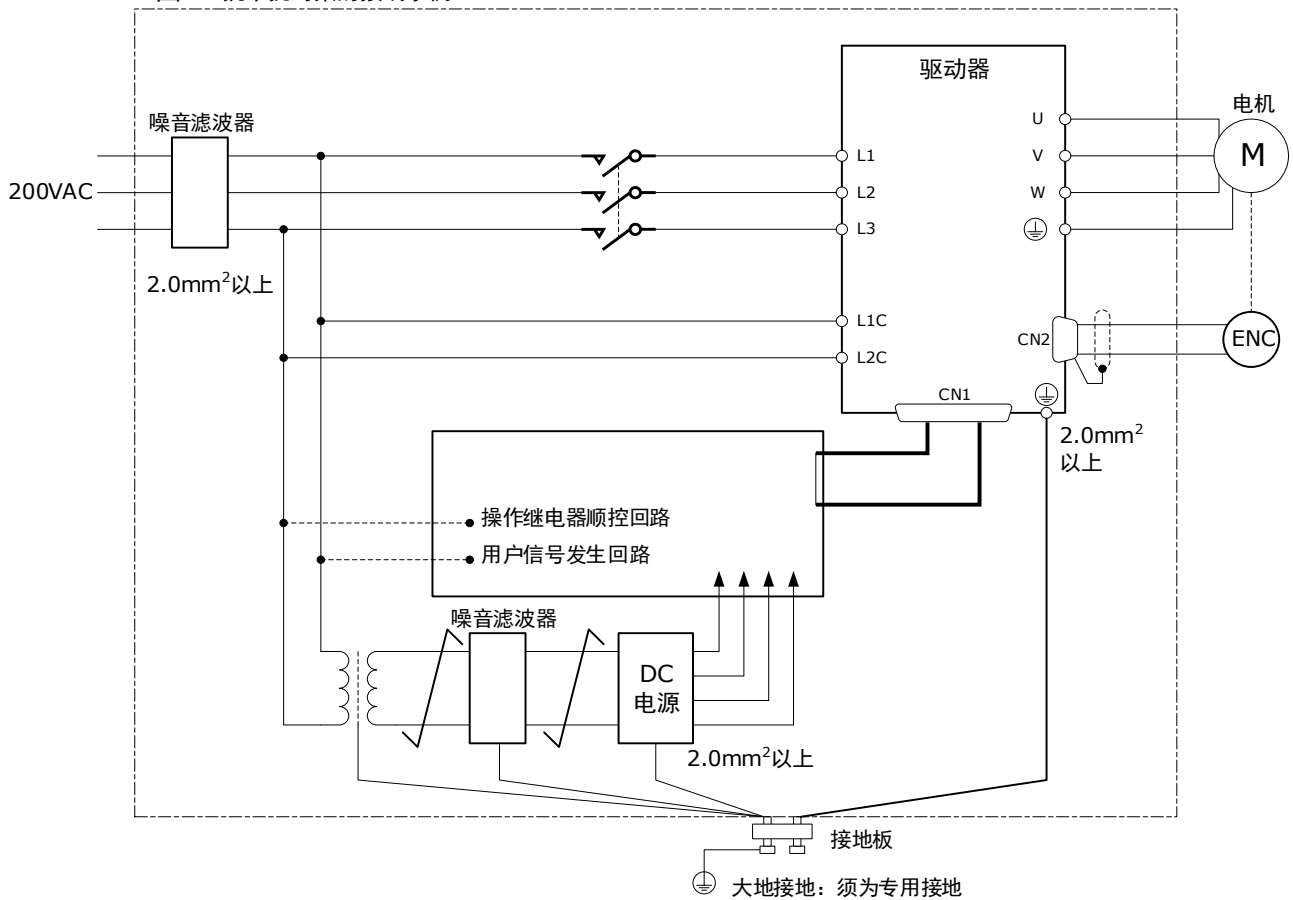 驱动器
电机
噪音滤波器
U
L1
V
M
200VAC
L2
W
L3
2.0mm²以上
L1C
CN2
ENC
L2C
CN1
2.0mm²
以上
操作继电器顺控回路
用户信号发生回路
噪音滤波器
DC
电源
2.0mm²以上
接地板
大地接地：须为专用接地